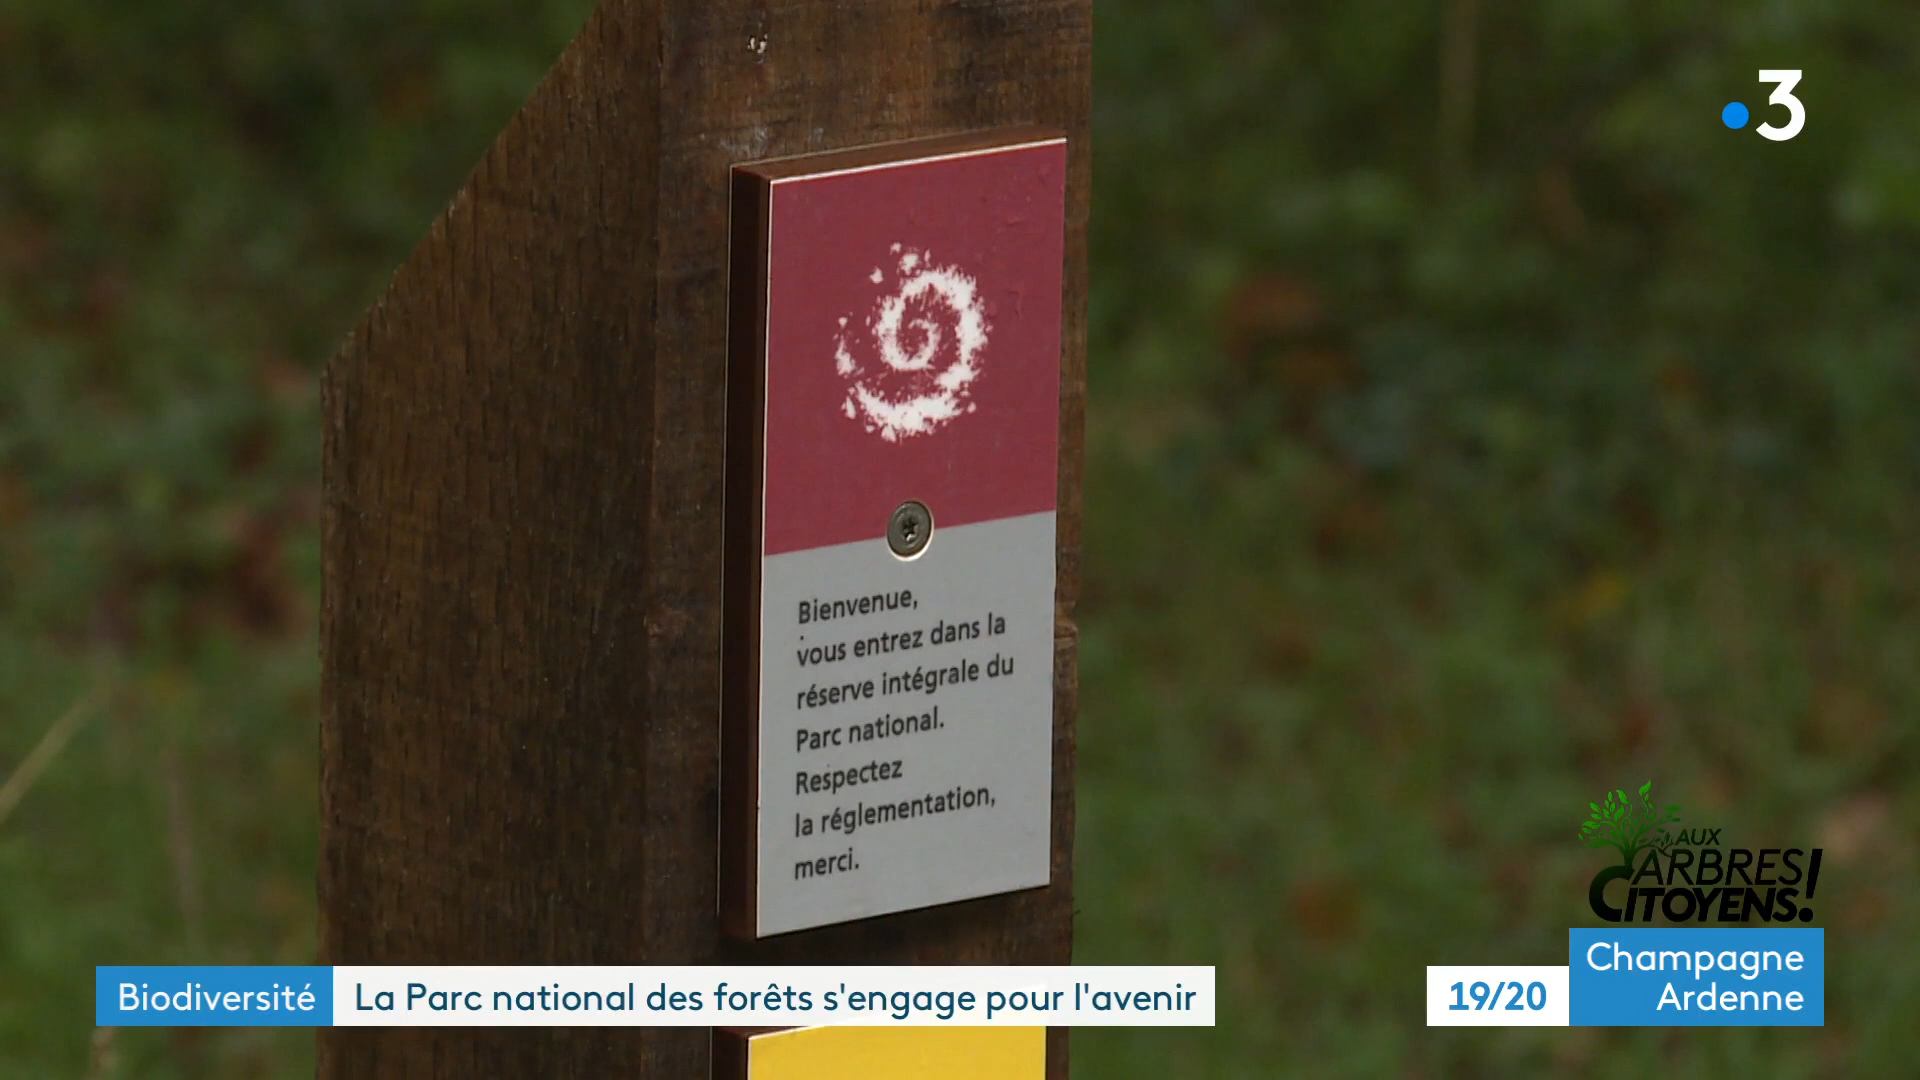 3
Bienvenue,
vous entrez dans la
réserve intégrale du
Parc national.
Respectez
la réglementation,
merci.
AUX
ARBRES
CITOYENS!
Champagne
Ardenne
Biodiversité La Parc national des forêts s'engage pour l'avenir
19/20